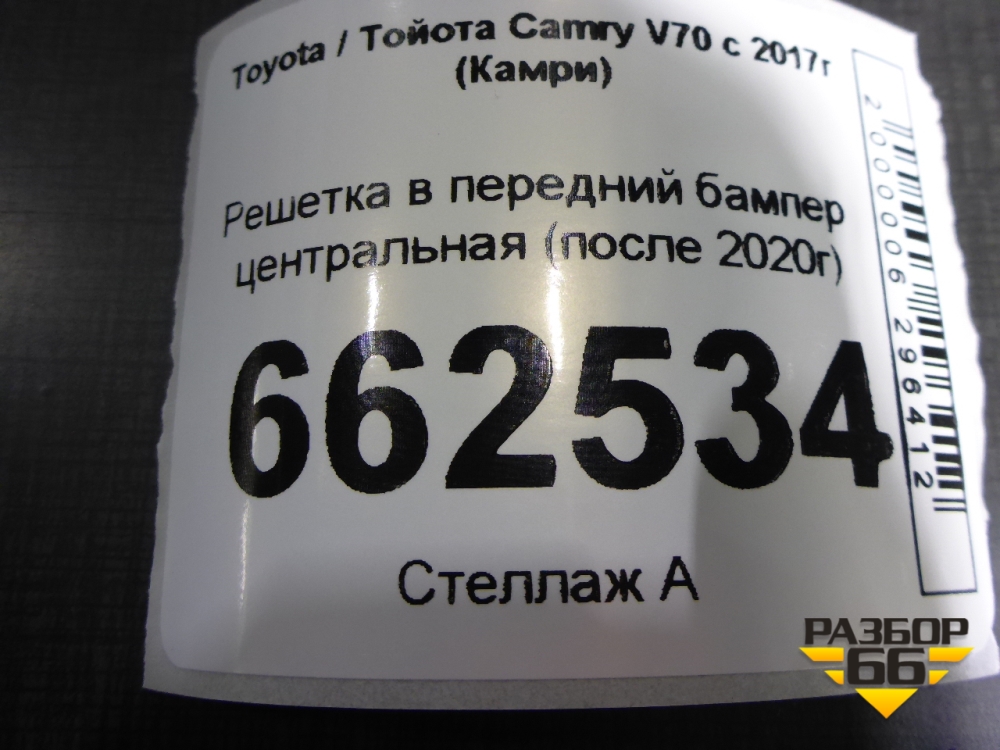 Toyota / Тойота Camry V70 с 2017г
(Камри)
Решетка в передний бампер
центральная (после 2020г)
662534
Стеллаж А
2000006296412
РАЗБОР
66